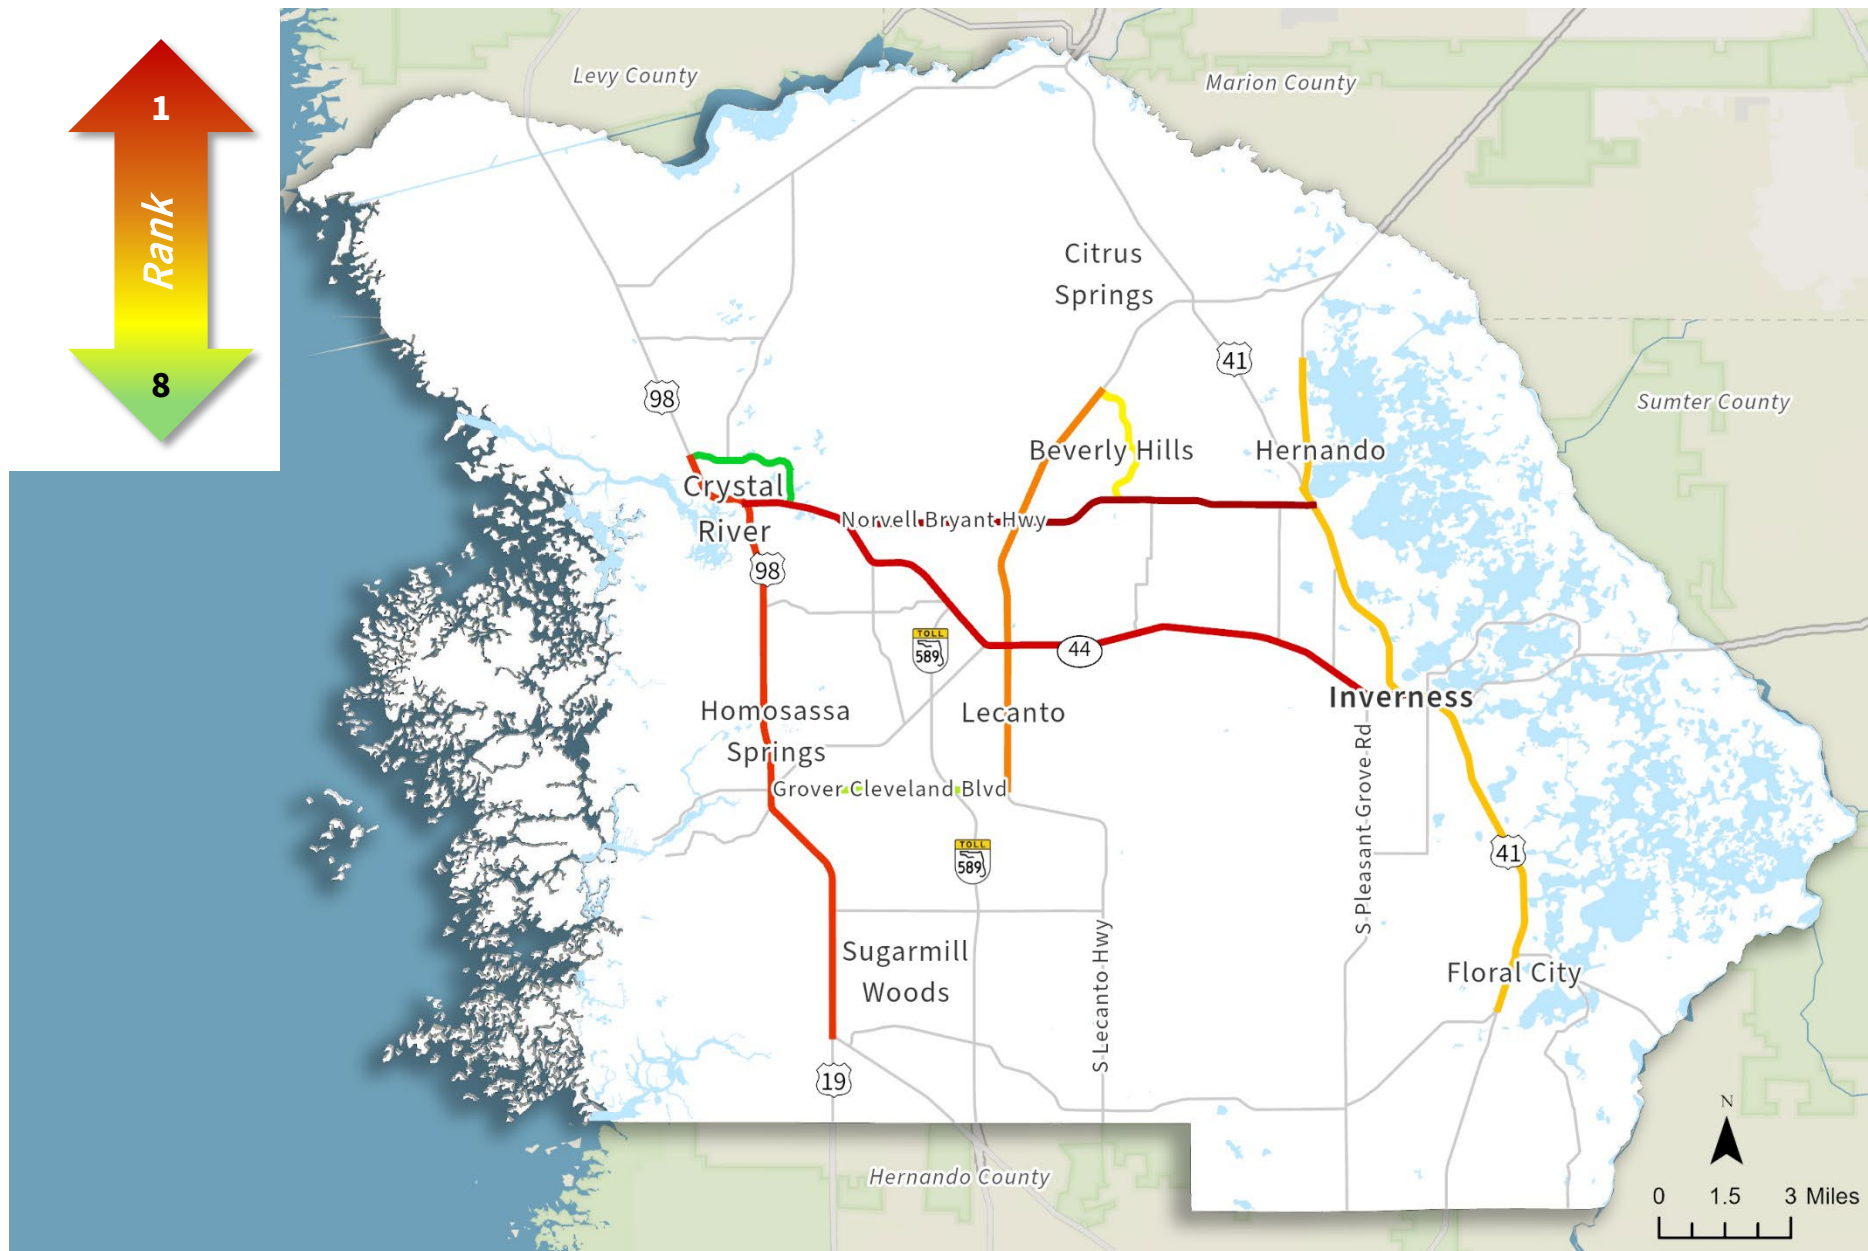 1
Rank
8
Levy County
Marion County
Citrus
Springs
41
98
Sumter County
Beverly Hills
Hernando
Crystal
River
Norvell Bryant Hwy
98
TOLL
589
44
Inverness
Homosassa
Springs
Lecanto
Grover Cleveland Blvd
S Pleasant Grove Rd
TOLL
589
41
Sugarmill
Woods
S Lecanto Hwy
Floral City
19
Hernando County
N
0 1.5 3 Miles